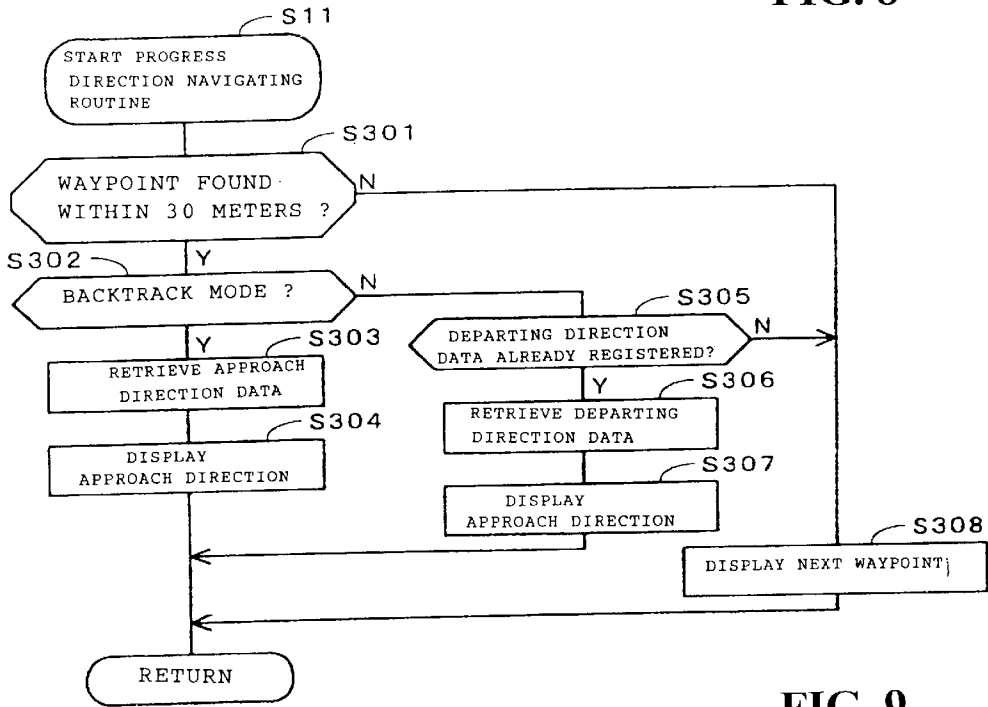 S11
START PROGRESS
DIRECTION NAVIGATING
ROUTINE
S301
WAYPOINT FOUND
WITHIN 30 METERS ?
N
Y
S302
BACKTRACK MODE ?
N
Y
S303
RETRIEVE APPROACH
DIRECTION DATA
S304
DISPLAY
APPROACH DIRECTION
S305
DEPARTING DIRECTION
DATA ALREADY REGISTERED?
N
Y
S306
RETRIEVE DEPARTING
DIRECTION DATA
S307
DISPLAY
APPROACH DIRECTION
S308
DISPLAY NEXT WAYPOINT
RETURN